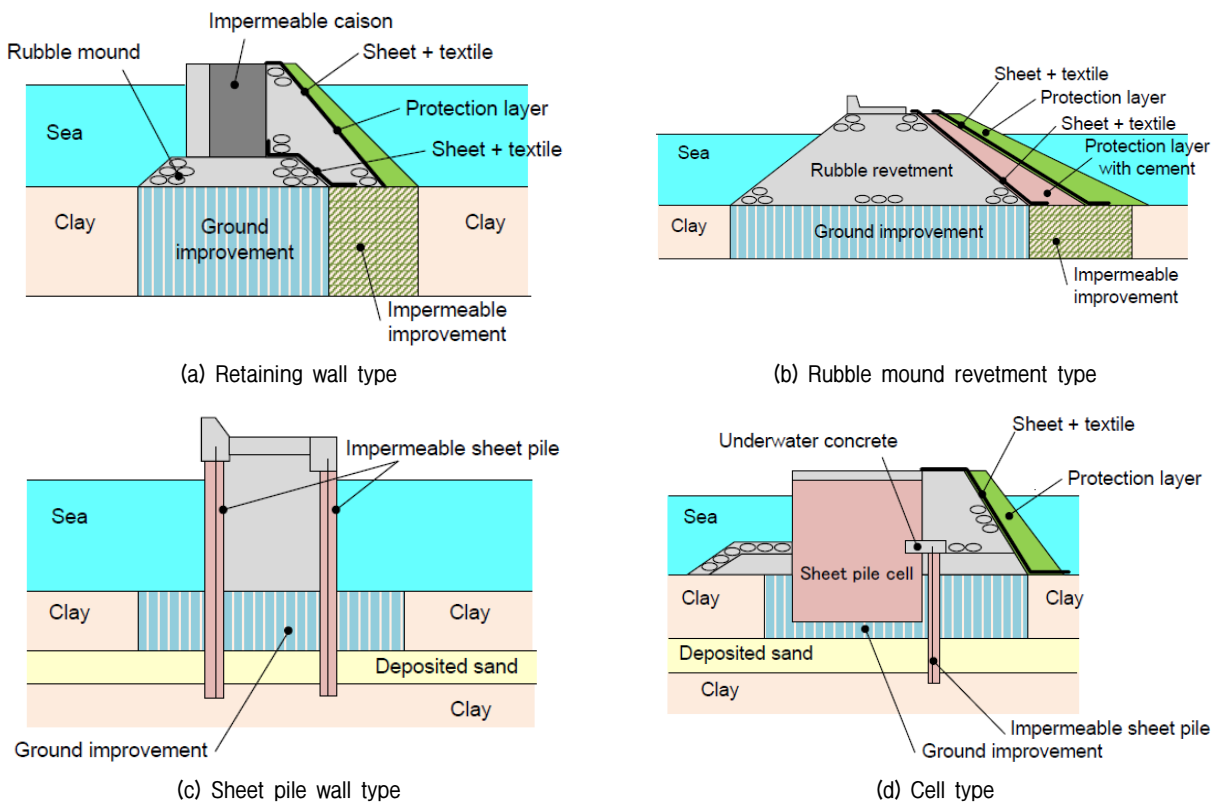 Impermeable caison
Rubble mound
Sheet + textile
Protection layer
Sea
Sheet + textile
Clay
Ground
improvement
Clay
Impermeable
improvement
(a) Retaining wall type
Sheet + textile
Protection layer
Sheet + textile
Sea
Protection layer
with cement
Rubble revetment
Clay
Ground improvement
Impermeable
improvement
(b) Rubble mound revetment type
Impermeable sheet pile
Sea
Clay
Clay
Deposited sand
Clay
Ground improvement
(c) Sheet pile wall type
Underwater concrete
Sheet + textile
Protection layer
Sea
Sheet pile cell
Clay
Clay
Deposited sand
Clay
Impermeable sheet pile
Ground improvement
(d) Cell type